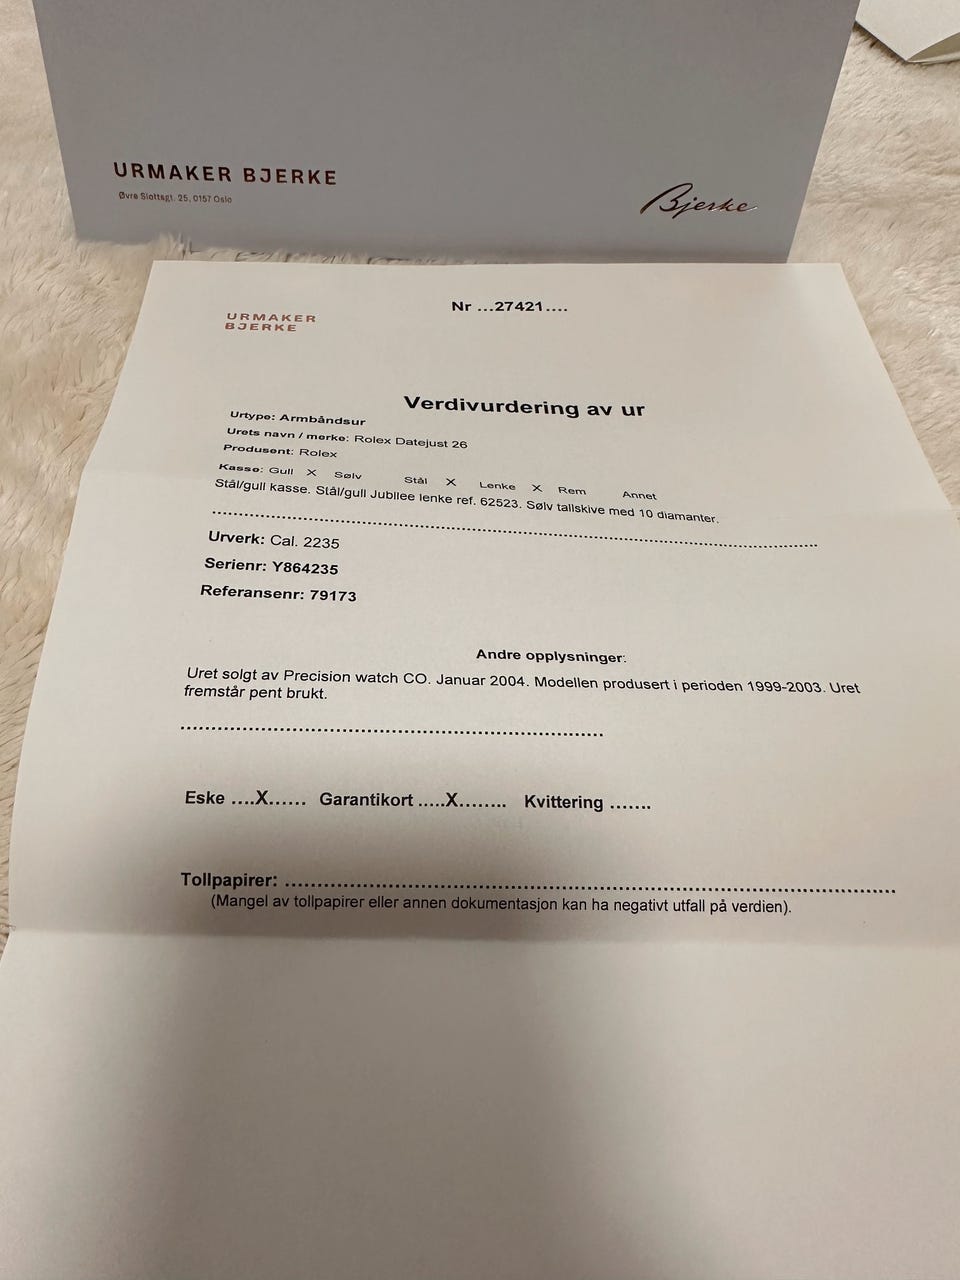 URMAKER BJERKE
Øvre Slottsgt. 25, 0157 Oslo
Bjerke
URMAKER
BJERKE
Nr ...27421....
Verdivurdering av ur
Urtype: Armbåndsur
Urets navn / merke: Rolex Datejust 26
Produsent: Rolex
Kasse: Gull X Sølv Stål X Lenke X Rem Annet
Stål/gull kasse. Stål/gull Jubilee lenke ref. 62523. Sølv tallskive med 10 diamanter.
Urverk: Cal. 2235
Serienr: Y864235
Referansenr: 79173
Andre opplysninger:
Uret solgt av Precision watch CO. Januar 2004. Modellen produsert i perioden 1999-2003. Uret
fremstår pent brukt.
Eske ....X...... Garantikort .....X........ Kvittering .......
Tollpapirer: ................................................................
(Mangel av tollpapirer eller annen dokumentasjon kan ha negativt utfall på verdien).